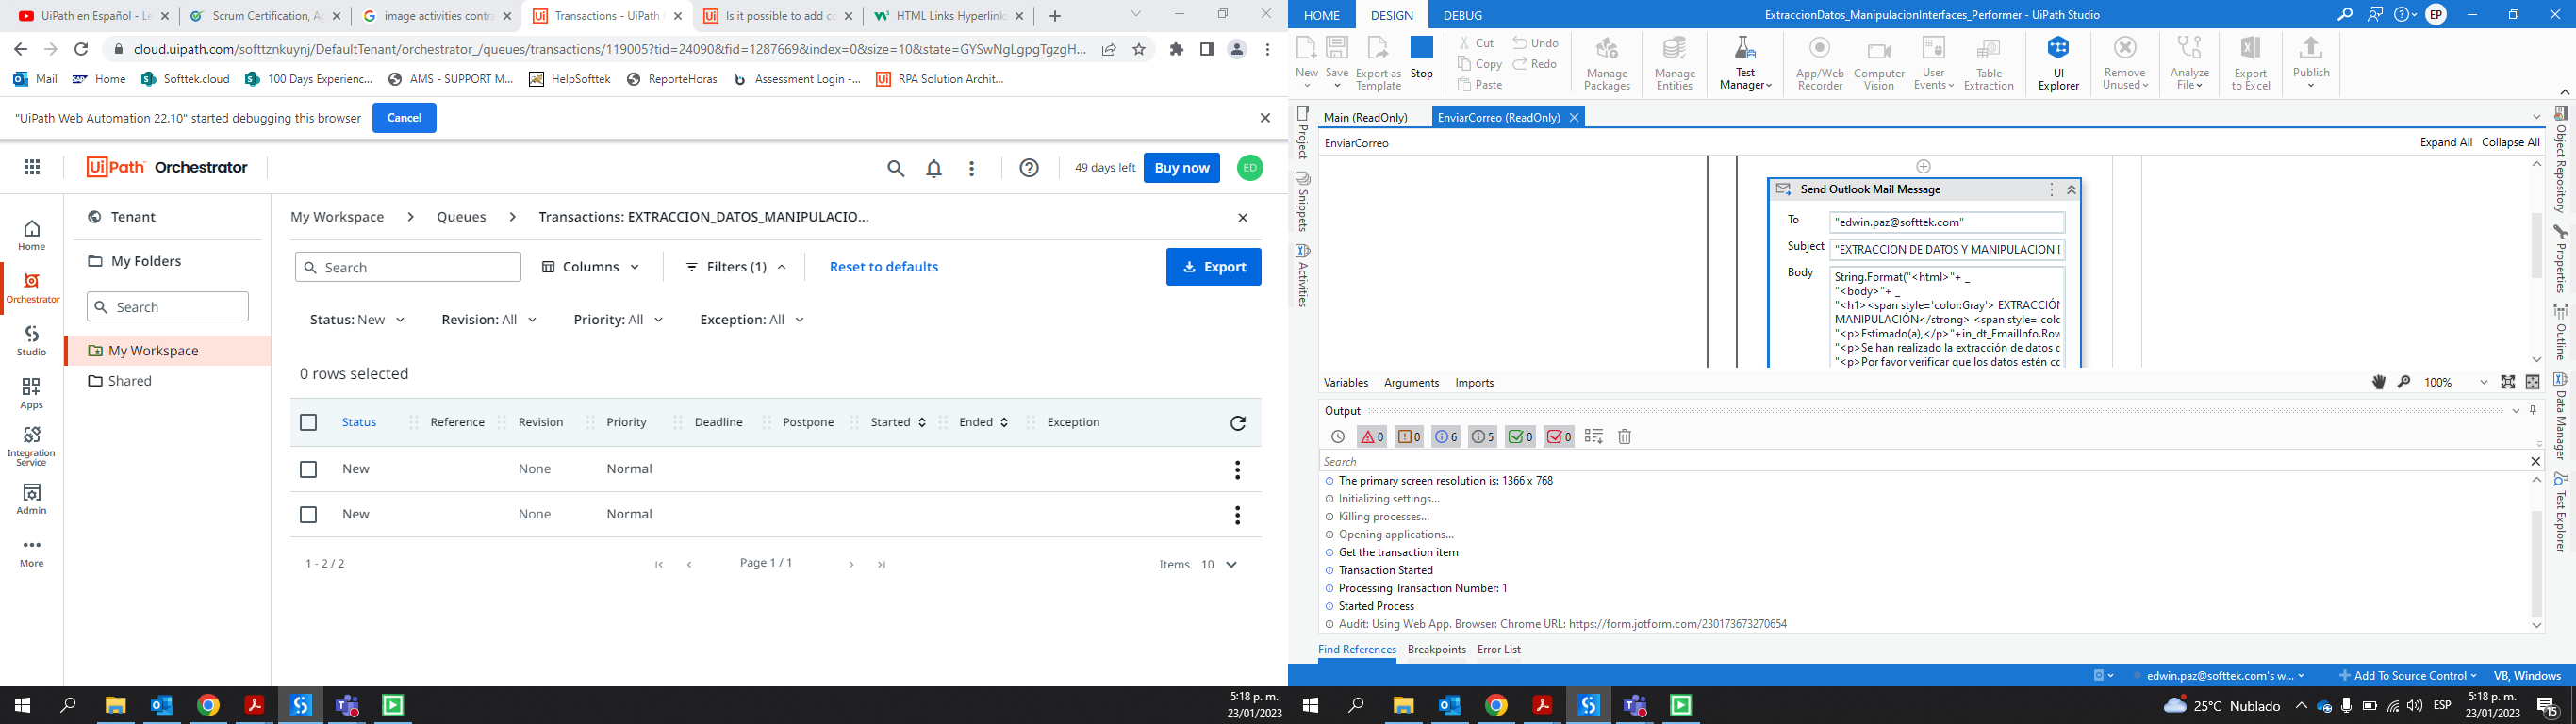 UiPath en Español - Le
Scrum Certification, A
image activities contra
Transactions - UiPath
Is it possible to add co
HTML Links Hyperlink
cloud.uipath.com/softtznkuynj/DefaultTenant/orchestrator_/queues/transactions/119005?tid=24090&fid=1287669&index=0&size=10&state=GYSwNgLgpgTgzgH...
Mail
Home
Softtek.cloud
100 Days Experienc...
AMS - SUPPORT M...
HelpSofttek
ReporteHoras
Assessment Login -...
RPA Solution Archit...
"UiPath Web Automation 22.10" started debugging this browser
Cancel
UiPath Orchestrator
49 days left
Buy now
ED
Home
Orchestrator
Studio
Apps
Integration Service
Admin
More
Tenant
My Folders
Search
My Workspace
Shared
My Workspace > Queues > Transactions: EXTRACCION_DATOS_MANIPULACIO...
Search
Columns
Filters (1)
Reset to defaults
Export
Status: New
Revision: All
Priority: All
Exception: All
0 rows selected
Status Reference Revision Priority Deadline Postpone Started Ended Exception
New None Normal
New None Normal
1 - 2 / 2
Page 1 / 1
Items 10
5:18 p. m.
23/01/2023
HOME DESIGN DEBUG
ExtraccionDatos_ManipulacionInterfaces_Performer - UiPath Studio
EP
New
Save
Export as Template
Stop
Cut
Copy
Paste
Undo
Redo
Manage Packages
Manage Entities
Test Manager
App/Web Recorder
Computer Vision
User Events
Table Extraction
UI Explorer
Remove Unused
Analyze File
Export to Excel
Publish
Project
Snippets
Activities
Main (ReadOnly)
EnviarCorreo (ReadOnly)
EnviarCorreo
Expand All Collapse All
Send Outlook Mail Message
To "edwin.paz@softtek.com"
Subject "EXTRACCION DE DATOS Y MANIPULACION
Body String.Format("<html>"+ _
"<body>"+ _
"<h1><span style='color:Gray'> EXTRACCIÓN
MANIPULACIÓN</strong> <span style='colo
"<p>Estimado(a),</p>"+in_dt_EmailInfo.Row
"<p>Se han realizado la extracción de datos
"<p>Por favor verificar que los datos estén co
Variables Arguments Imports
100%
Output
0 0 6 5 0 0
Search
The primary screen resolution is: 1366 x 768
Initializing settings...
Killing processes...
Opening applications...
Get the transaction item
Transaction Started
Processing Transaction Number: 1
Started Process
Audit: Using Web App. Browser: Chrome URL: https://form.jotform.com/230173673270654
Find References Breakpoints Error List
Object Repository
Properties
Outline
Data Manager
Test Explorer
edwin.paz@softtek.com's w...
Add To Source Control
VB, Windows
25°C Nublado
ESP
5:18 p. m.
23/01/2023
15